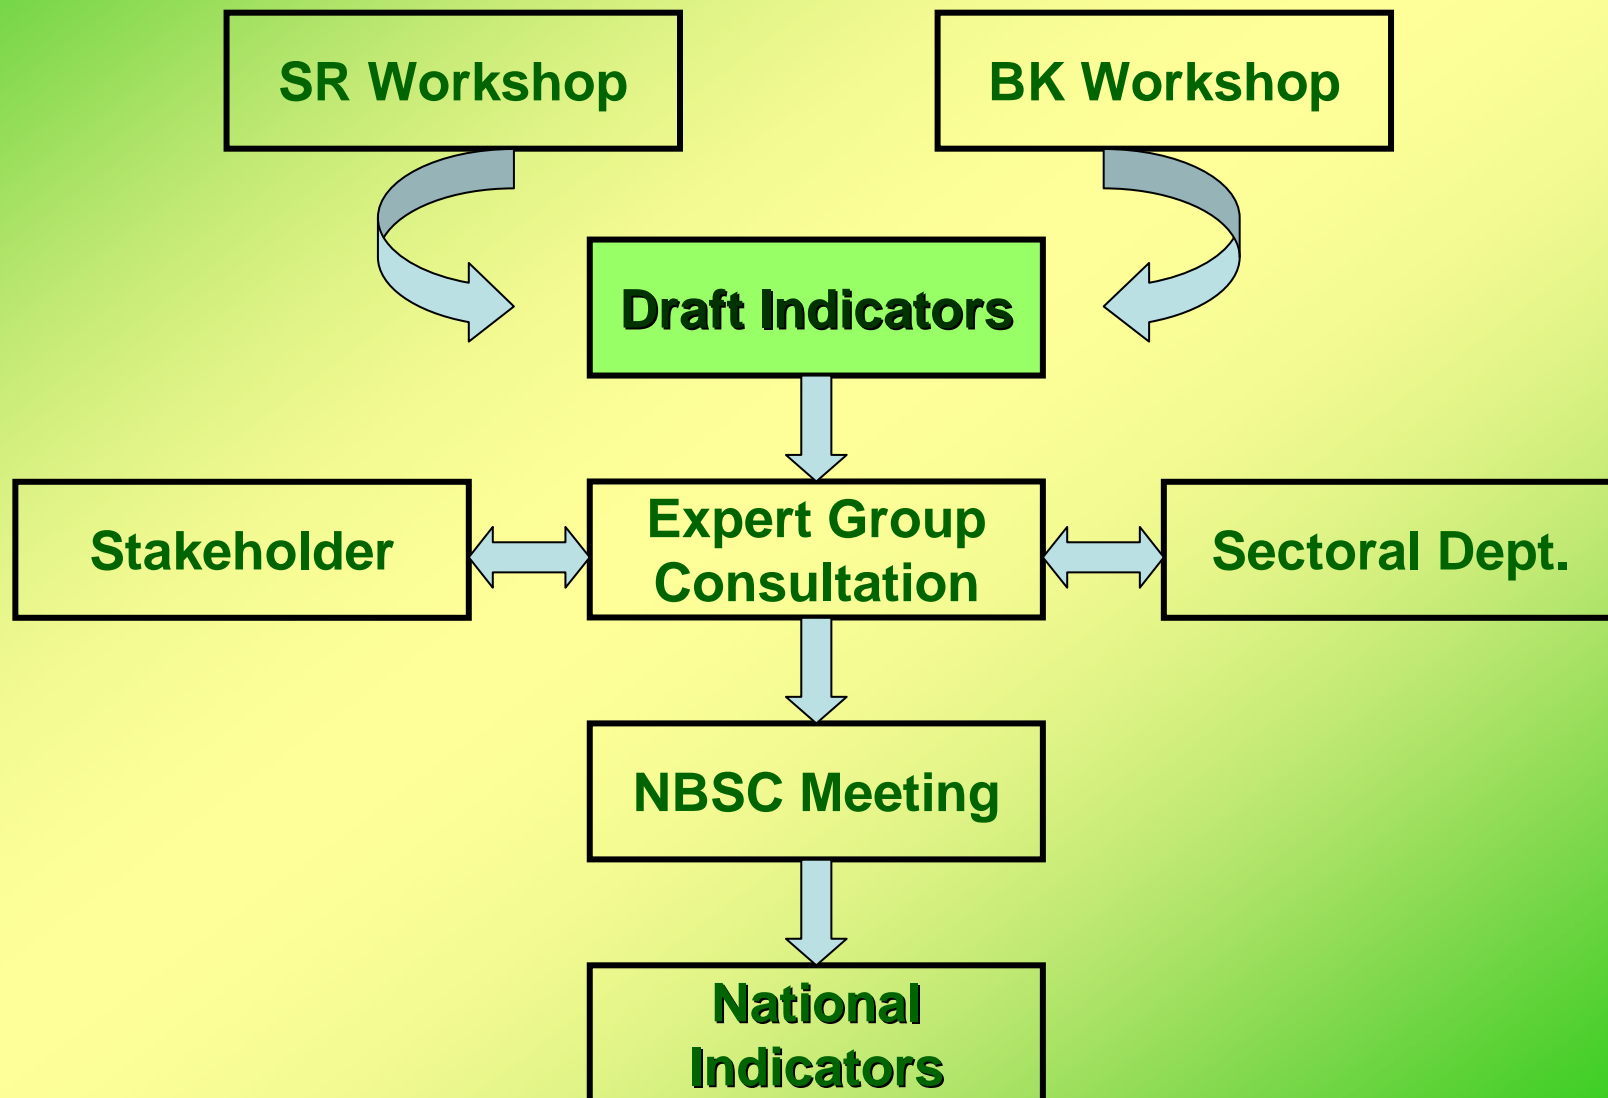 SR Workshop
BK Workshop
Draft Indicators
Stakeholder
Expert Group
Consultation
Sectoral Dept.
NBSC Meeting
National
Indicators